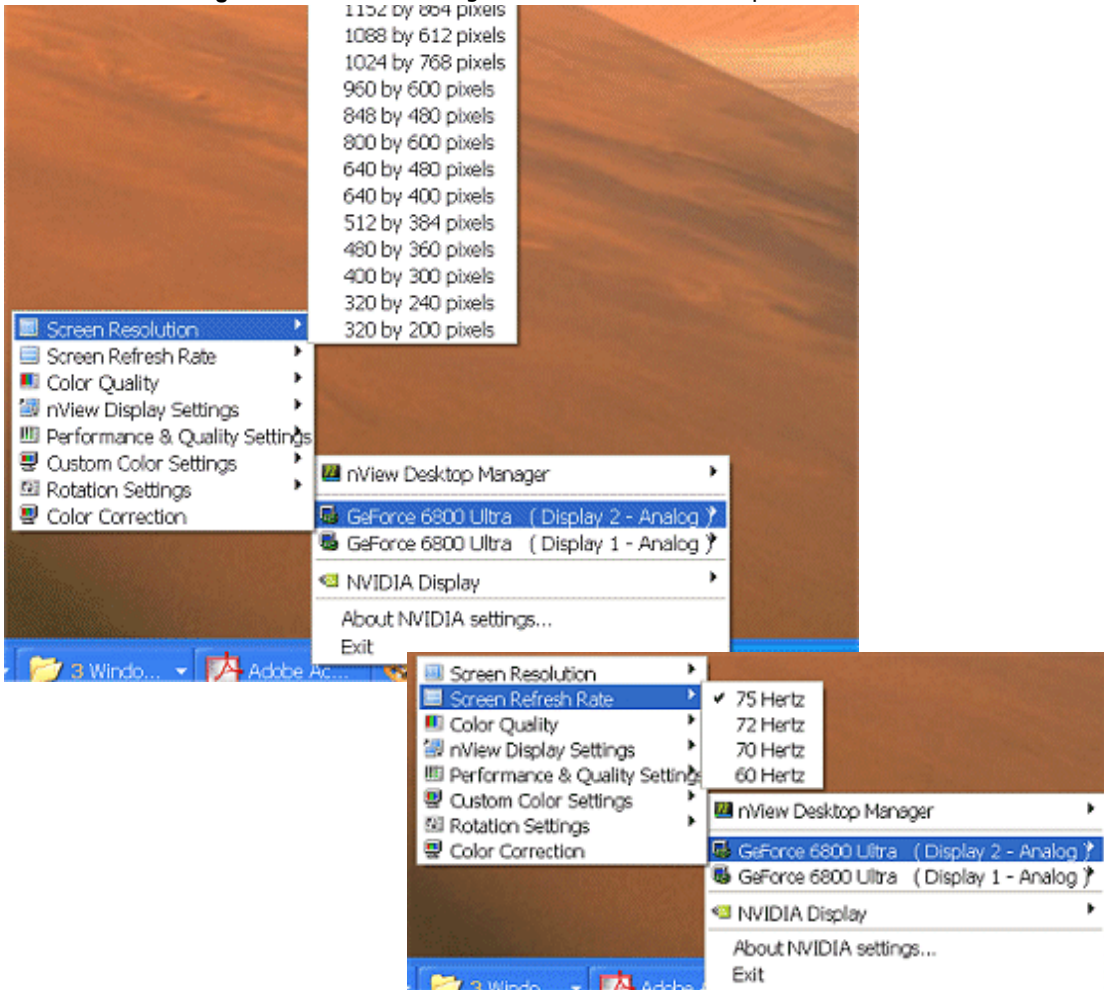 1152 by 864 pixels
1088 by 612 pixels
1024 by 768 pixels
960 by 600 pixels
848 by 480 pixels
800 by 600 pixels
640 by 480 pixels
640 by 400 pixels
512 by 384 pixels
480 by 360 pixels
400 by 300 pixels
320 by 240 pixels
320 by 200 pixels
Screen Resolution
Screen Refresh Rate
Color Quality
nView Display Settings
Performance & Quality Settings
Custom Color Settings
Rotation Settings
Color Correction
nView Desktop Manager
GeForce 6800 Ultra ( Display 2 - Analog )
GeForce 6800 Ultra ( Display 1 - Analog )
NVIDIA Display
About NVIDIA settings...
Exit
3 Windo... Adobe Ac...
Screen Resolution
Screen Refresh Rate
Color Quality
nView Display Settings
Performance & Quality Settings
Custom Color Settings
Rotation Settings
Color Correction
75 Hertz
72 Hertz
70 Hertz
60 Hertz
nView Desktop Manager
GeForce 6800 Ultra ( Display 2 - Analog )
GeForce 6800 Ultra ( Display 1 - Analog )
NVIDIA Display
About NVIDIA settings...
Exit
3 Windo... Adobe